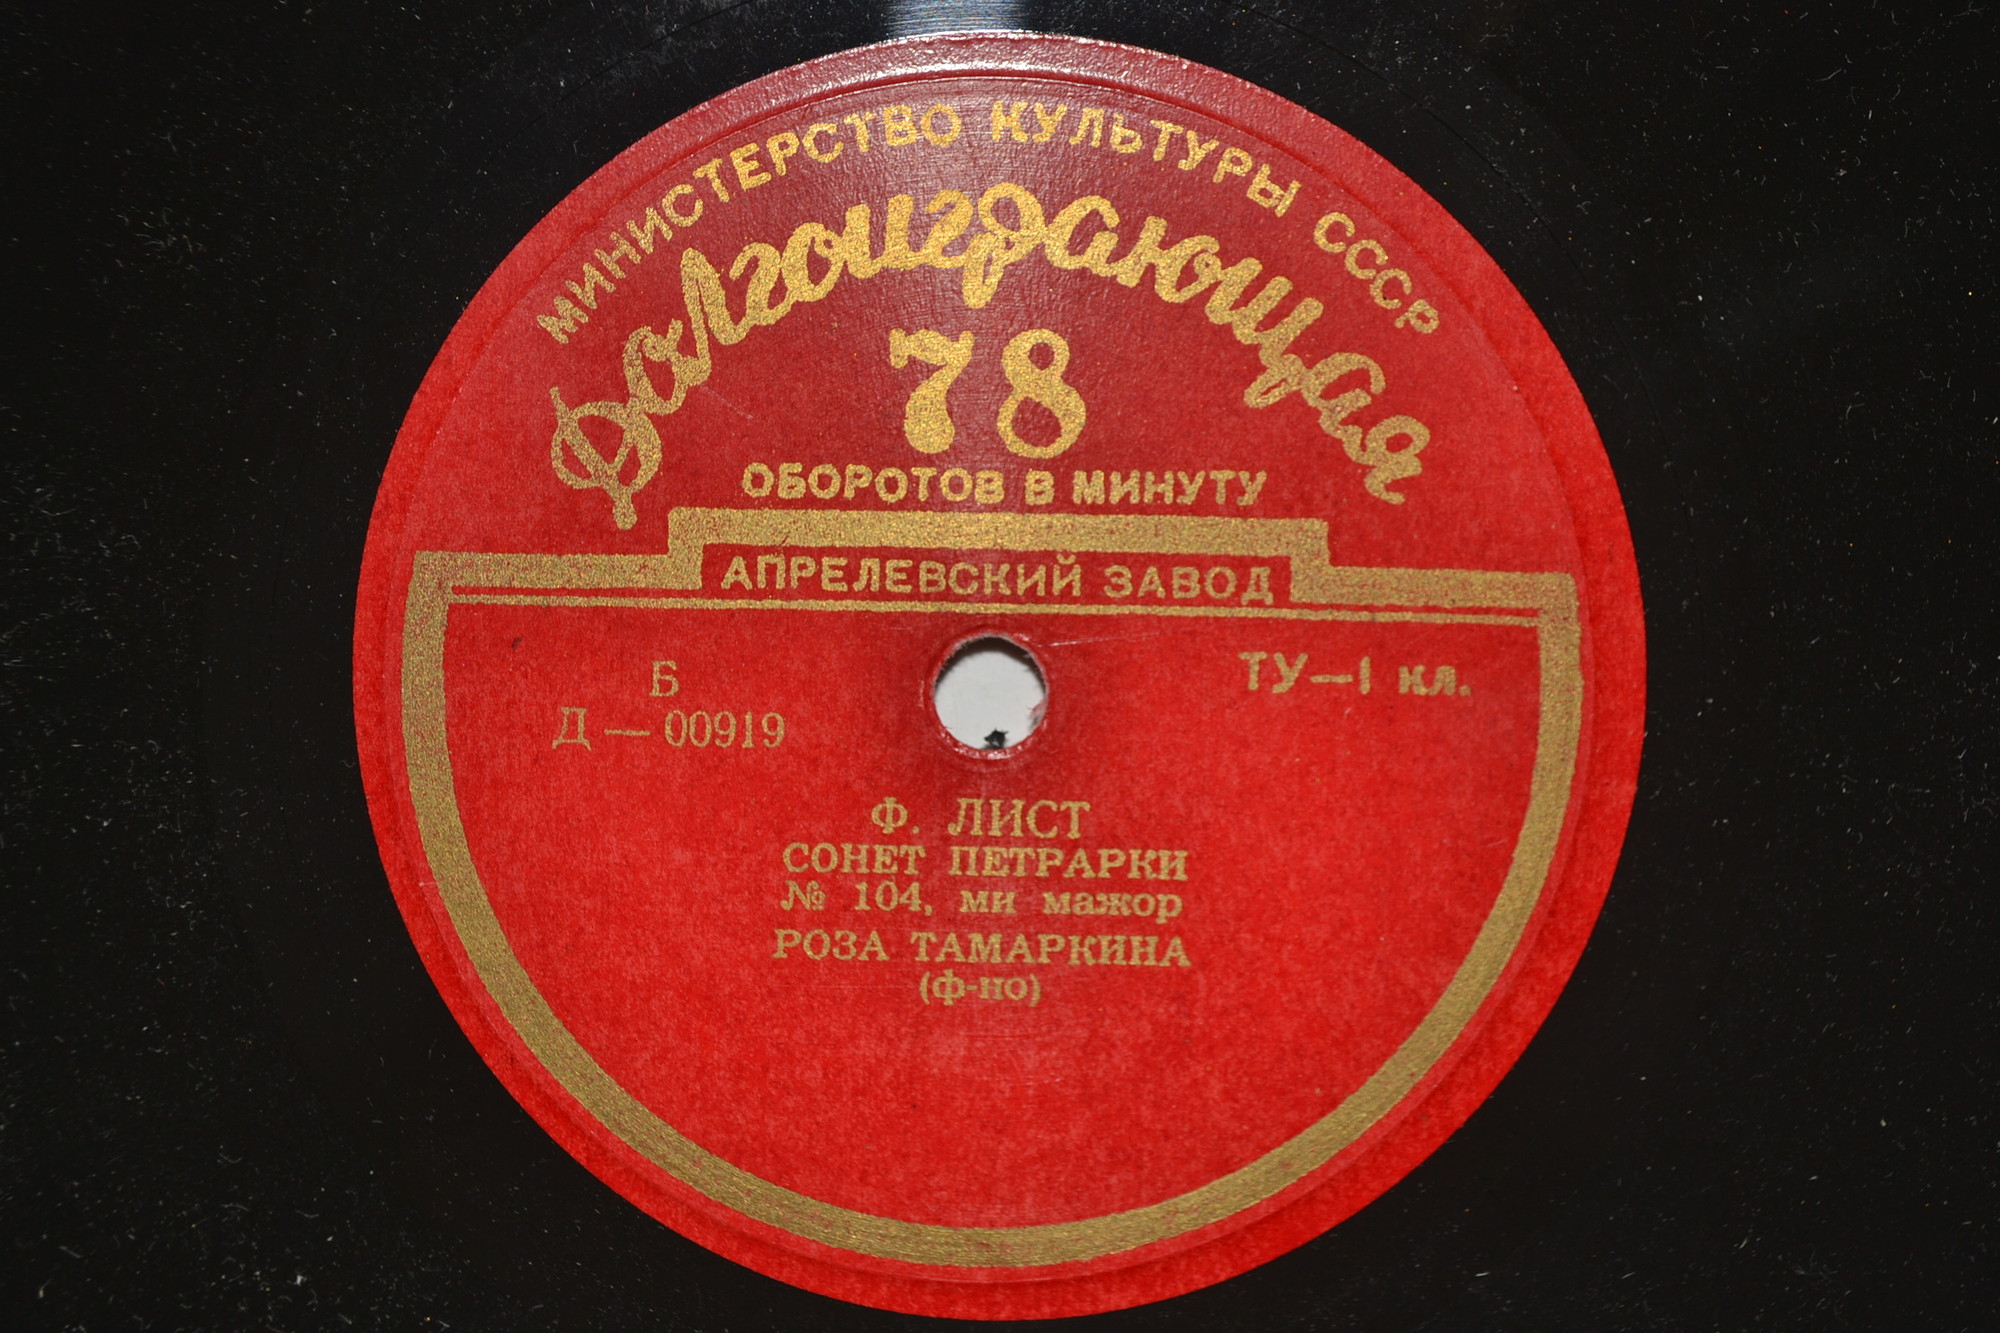 МИНИСТЕРСТВО КУЛЬТУРЫ СССР
Долгоиграющая
78
ОБОРОТОВ В МИНУТУ
АПРЕЛЕВСКИЙ ЗАВОД
Б
Д — 00919
ТУ—1 кл.
Ф. ЛИСТ
СОНЕТ ПЕТРАРКИ
№ 104, ми мажор
РОЗА ТАМАРКИНА
(ф-но)